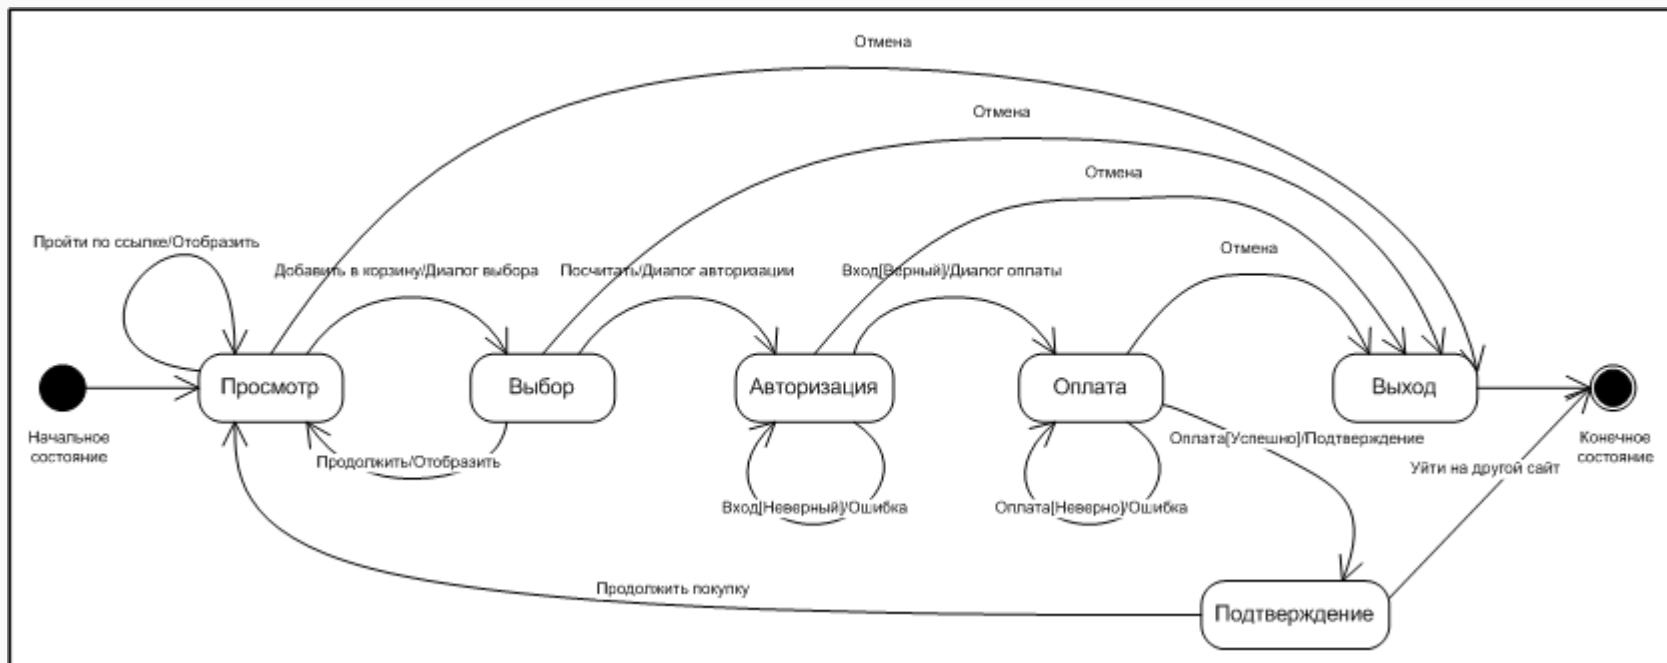 Отмена
Отмена
Отмена
Пройти по ссылке/Отобразить
Добавить в корзину/Диалог выбора
Посчитать/Диалог авторизации
Вход[Верный]/Диалог оплаты
Отмена
Просмотр
Выбор
Авторизация
Оплата
Выход
Начальное
состояние
Продолжить/Отобразить
Оплата[Успешно]/Подтверждение
Конечное
состояние
Уйти на другой сайт
Вход[Неверный]/Ошибка
Оплата[Неверно]/Ошибка
Продолжить покупку
Подтверждение